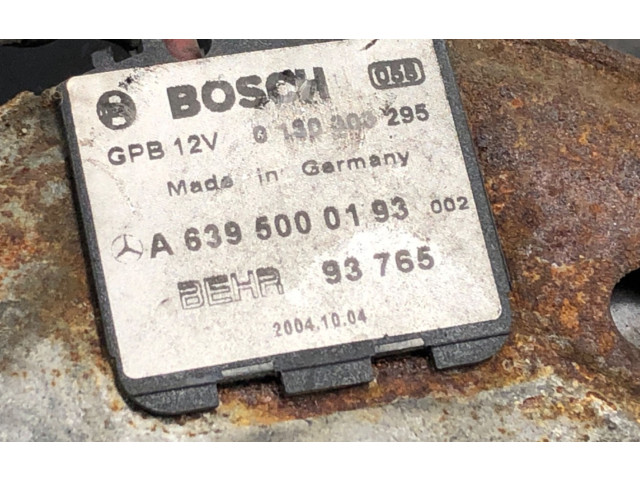 BOSCH 055
GPB 12V 0 130 303 295
Made in Germany
A 639 500 01 93 002
BEHR 93 765
2004.10.04